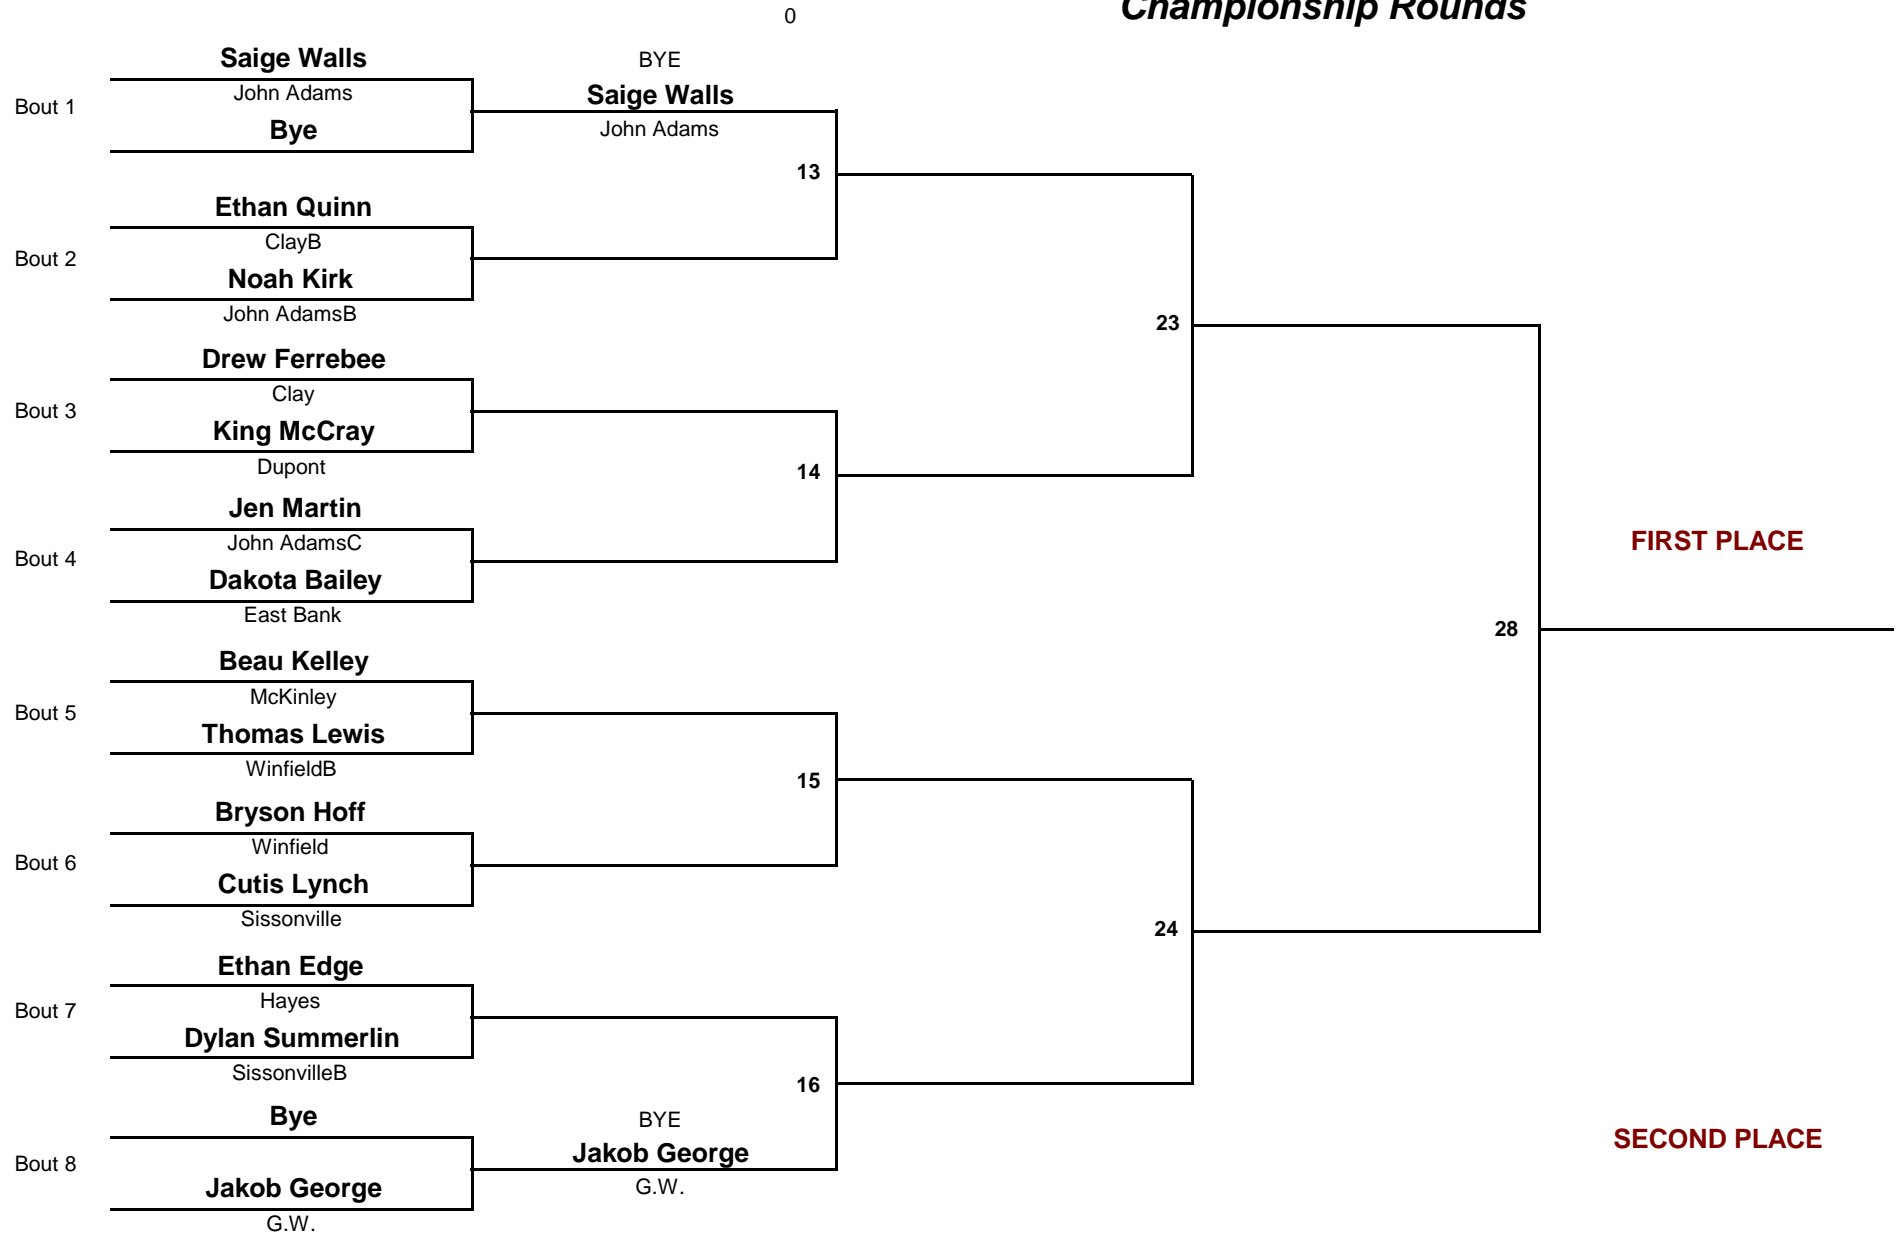 0
Championship Rounds
Saige Walls
BYE
Bout 1
John Adams
Saige Walls
Bye
John Adams
13
Ethan Quinn
Bout 2
ClayB
Noah Kirk
John AdamsB
23
Drew Ferrebee
Bout 3
Clay
King McCray
Dupont
14
Jen Martin
Bout 4
John AdamsC
FIRST PLACE
Dakota Bailey
East Bank
28
Beau Kelley
Bout 5
McKinley
Thomas Lewis
WinfieldB
15
Bryson Hoff
Bout 6
Winfield
Cutis Lynch
Sissonville
24
Ethan Edge
Bout 7
Hayes
Dylan Summerlin
SissonvilleB
16
Bye
BYE
SECOND PLACE
Bout 8
Jakob George
Jakob George
G.W.
G.W.